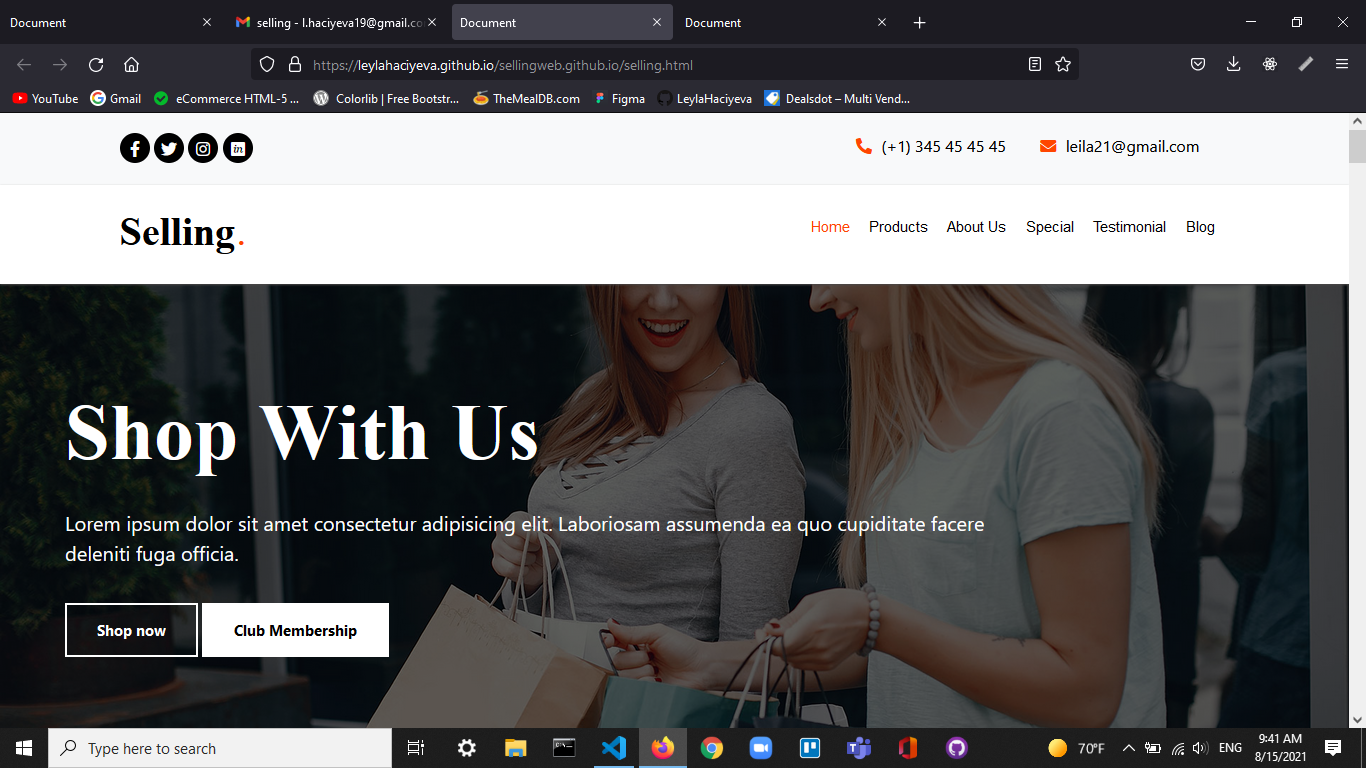 Document
selling - l.haciyeva19@gmail.co
Document
Document
https://leylahaciyeva.github.io/sellingweb.github.io/selling.html
YouTube
Gmail
eCommerce HTML-5 ...
Colorlib | Free Bootstr...
TheMealDB.com
Figma
LeylaHaciyeva
Dealsdot – Multi Vend...
in
(+1) 345 45 45 45
leila21@gmail.com
Selling.
Home
Products
About Us
Special
Testimonial
Blog
Shop With Us
Lorem ipsum dolor sit amet consectetur adipisicing elit. Laboriosam assumenda ea quo cupiditate facere
deleniti fuga officia.
Shop now
Club Membership
Type here to search
70°F
ENG
9:41 AM
8/15/2021